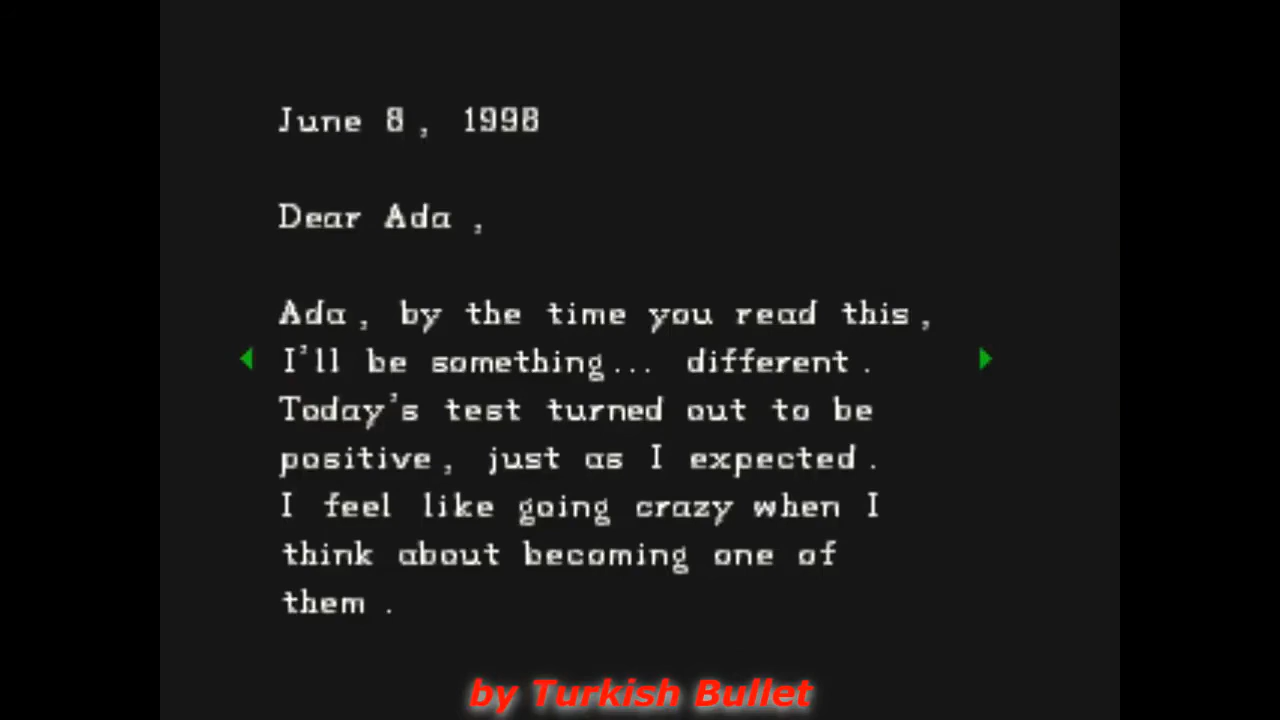 June 8, 1998
Dear Ada,
Ada, by the time you read this,
I'll be something... different.
Today's test turned out to be
positive, just as I expected.
I feel like going crazy when I
think about becoming one of
them.
by Turkish Bullet